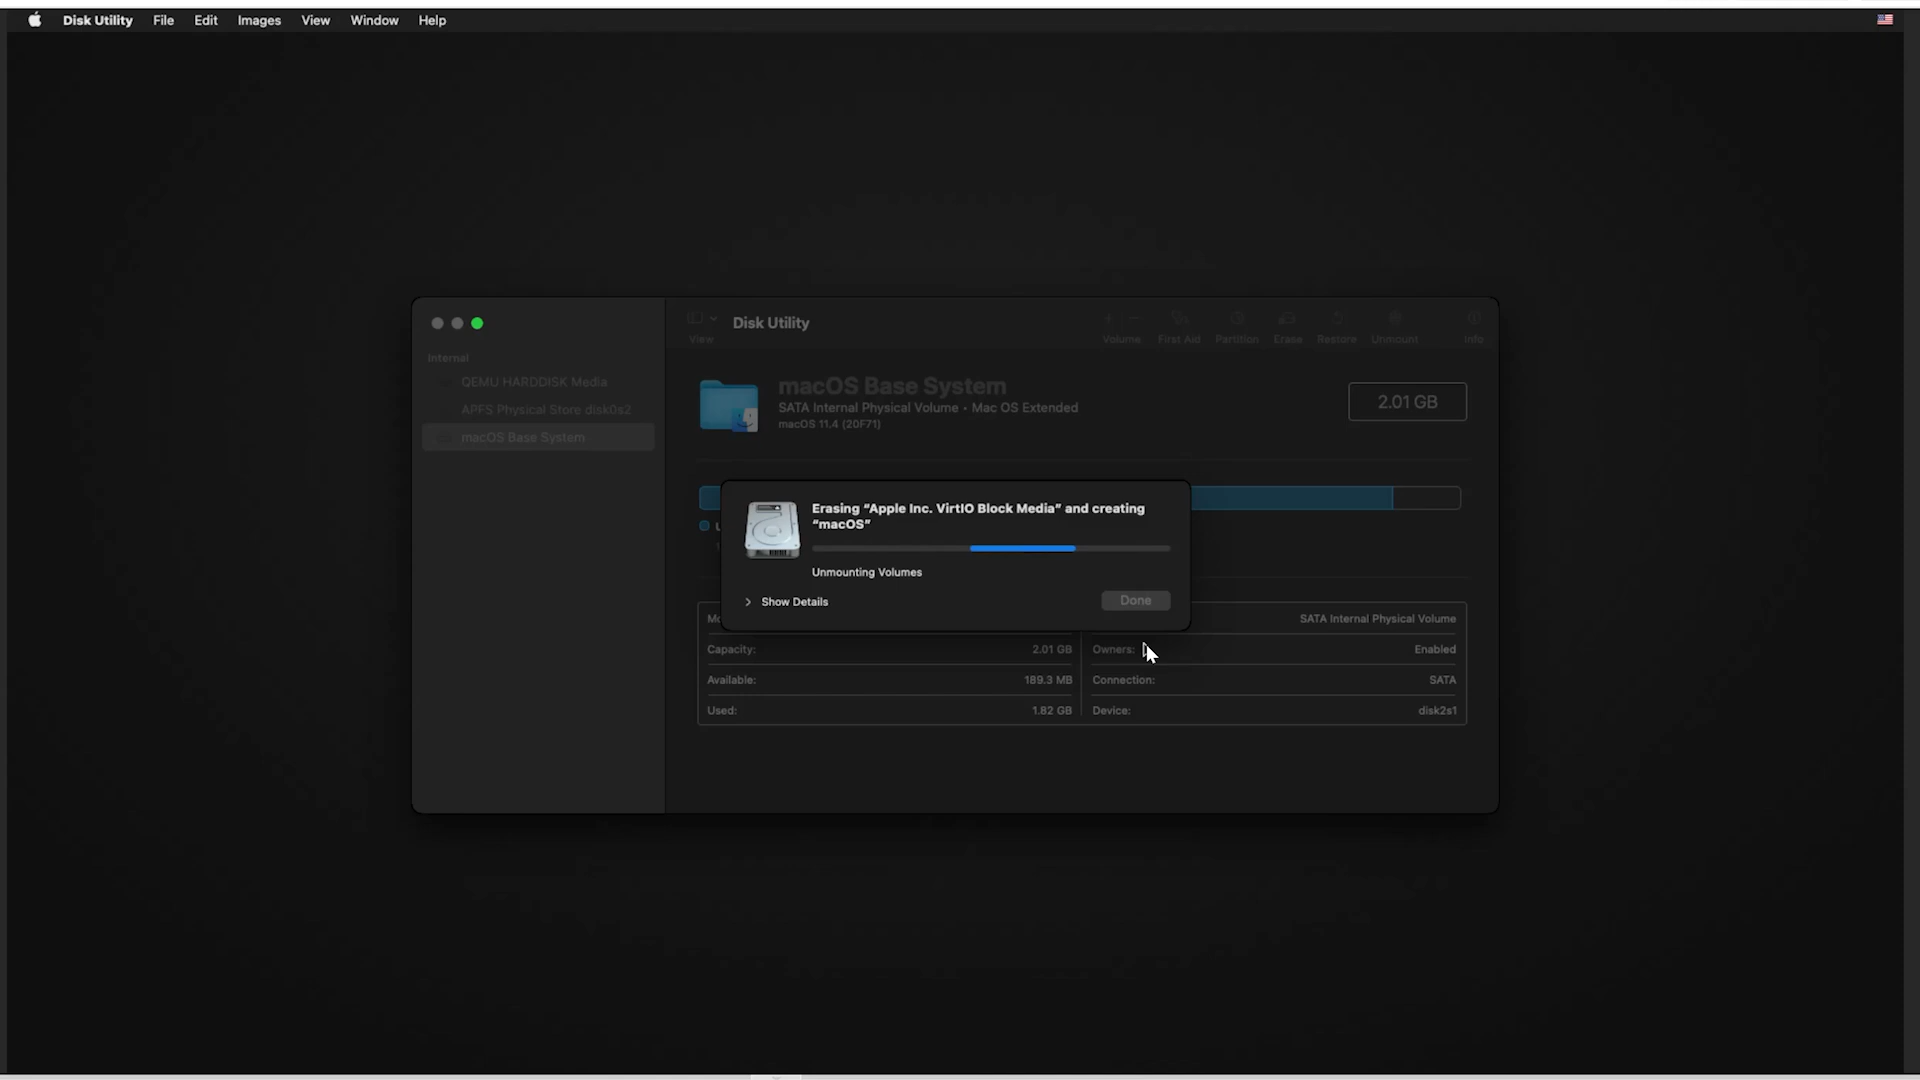 Disk Utility File Edit Images View Window Help
Disk Utility
View
Volume First Aid Partition Erase Restore Unmount Info
Internal
QEMU HARDDISK Media
APFS Physical Store disk0s2
macOS Base System
macOS Base System
SATA Internal Physical Volume • Mac OS Extended
macOS 11.4 (20F71)
2.01 GB
Erasing "Apple Inc. VirtIO Block Media" and creating
"macOS"
Unmounting Volumes
Show Details
Done
SATA Internal Physical Volume
Capacity: 2.01 GB
Owners: Enabled
Available: 189.3 MB
Connection: SATA
Used: 1.82 GB
Device: disk2s1